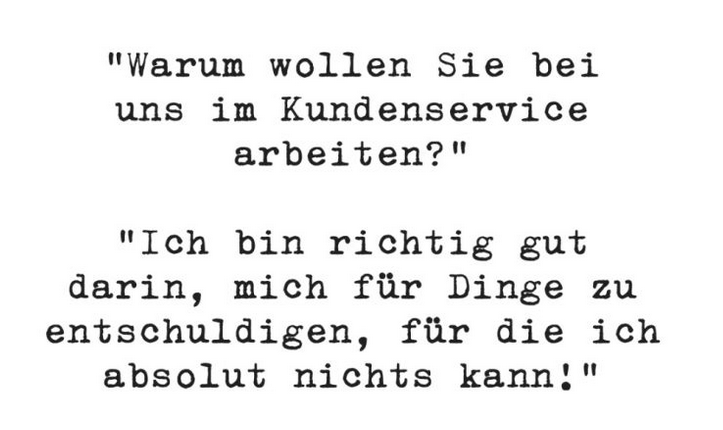 "Warum wollen Sie bei
uns im Kundenservice
arbeiten?"
"Ich bin richtig gut
darin, mich für Dinge zu
entschuldigen, für die ich
absolut nichts kann!"